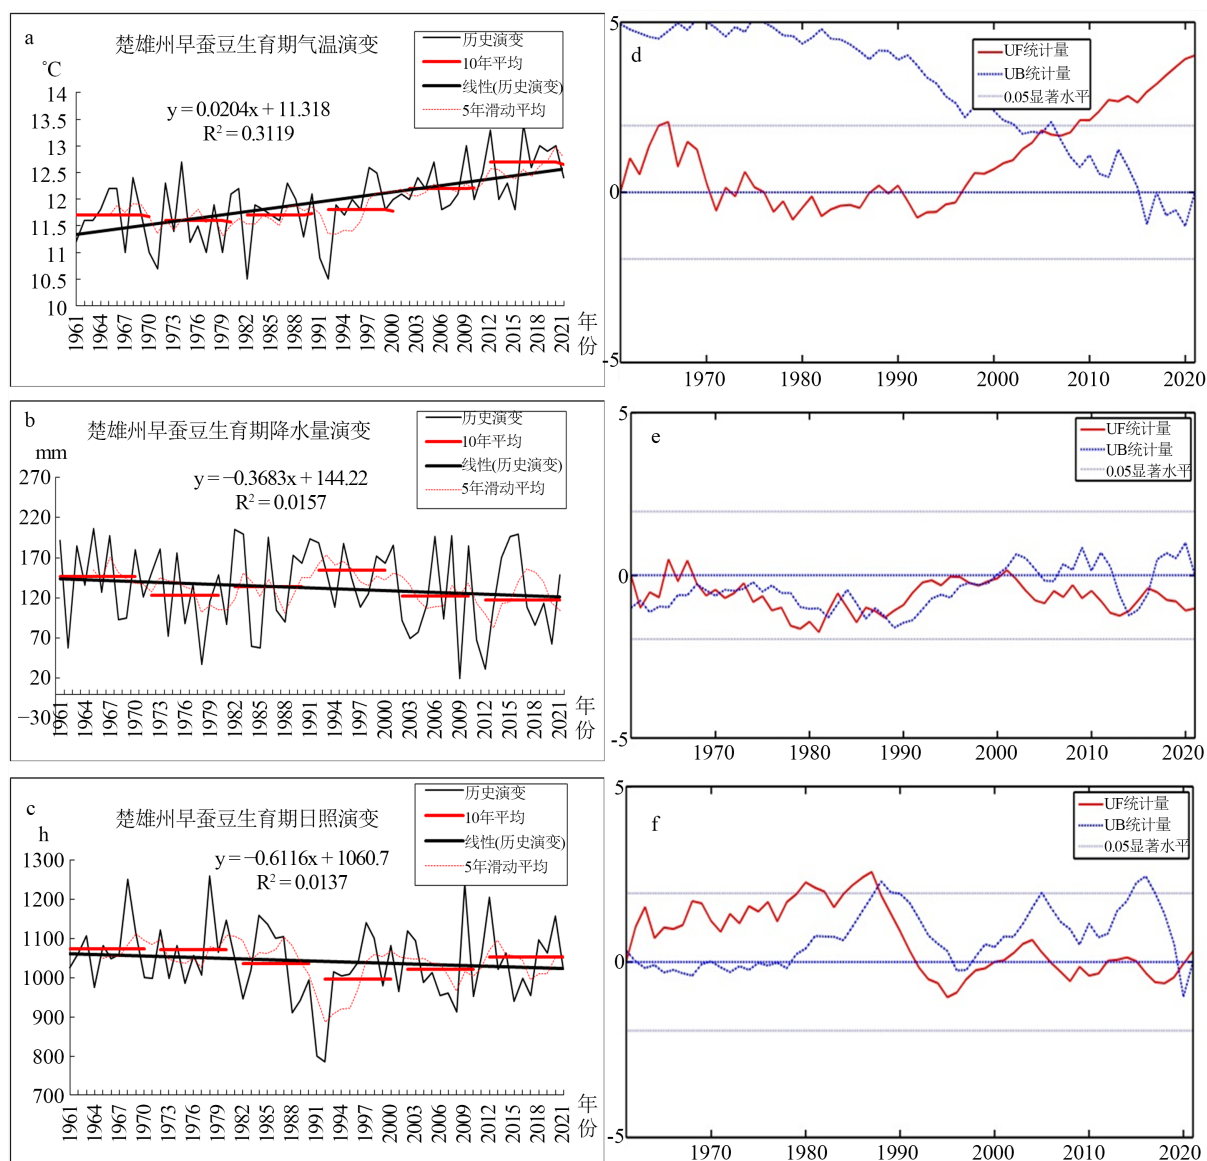 a
楚雄州早蚕豆生育期气温演变
℃
y = 0.0204x + 11.318
R² = 0.3119
历史演变
10年平均
线性(历史演变)
5年滑动平均
14
13.5
13
12.5
12
11.5
11
10.5
10
1961
1964
1967
1970
1973
1976
1979
1982
1985
1988
1991
1994
1997
2000
2003
2006
2009
2012
2015
2018
2021
年份
d
UF统计量
UB统计量
0.05显著水平
5
0
-5
1970
1980
1990
2000
2010
2020
b
楚雄州早蚕豆生育期降水量演变
mm
y = −0.3683x + 144.22
R² = 0.0157
历史演变
10年平均
线性(历史演变)
5年滑动平均
270
220
170
120
70
20
−30
1961
1964
1967
1970
1973
1976
1979
1982
1985
1988
1991
1994
1997
2000
2003
2006
2009
2012
2015
2018
2021
年份
e
UF统计量
UB统计量
0.05显著水平
5
0
-5
1970
1980
1990
2000
2010
2020
c
楚雄州早蚕豆生育期日照演变
h
y = −0.6116x + 1060.7
R² = 0.0137
历史演变
10年平均
线性(历史演变)
5年滑动平均
1300
1200
1100
1000
900
800
700
1961
1964
1967
1970
1973
1976
1979
1982
1985
1988
1991
1994
1997
2000
2003
2006
2009
2012
2015
2018
2021
年份
f
UF统计量
UB统计量
0.05显著水平
5
0
-5
1970
1980
1990
2000
2010
2020